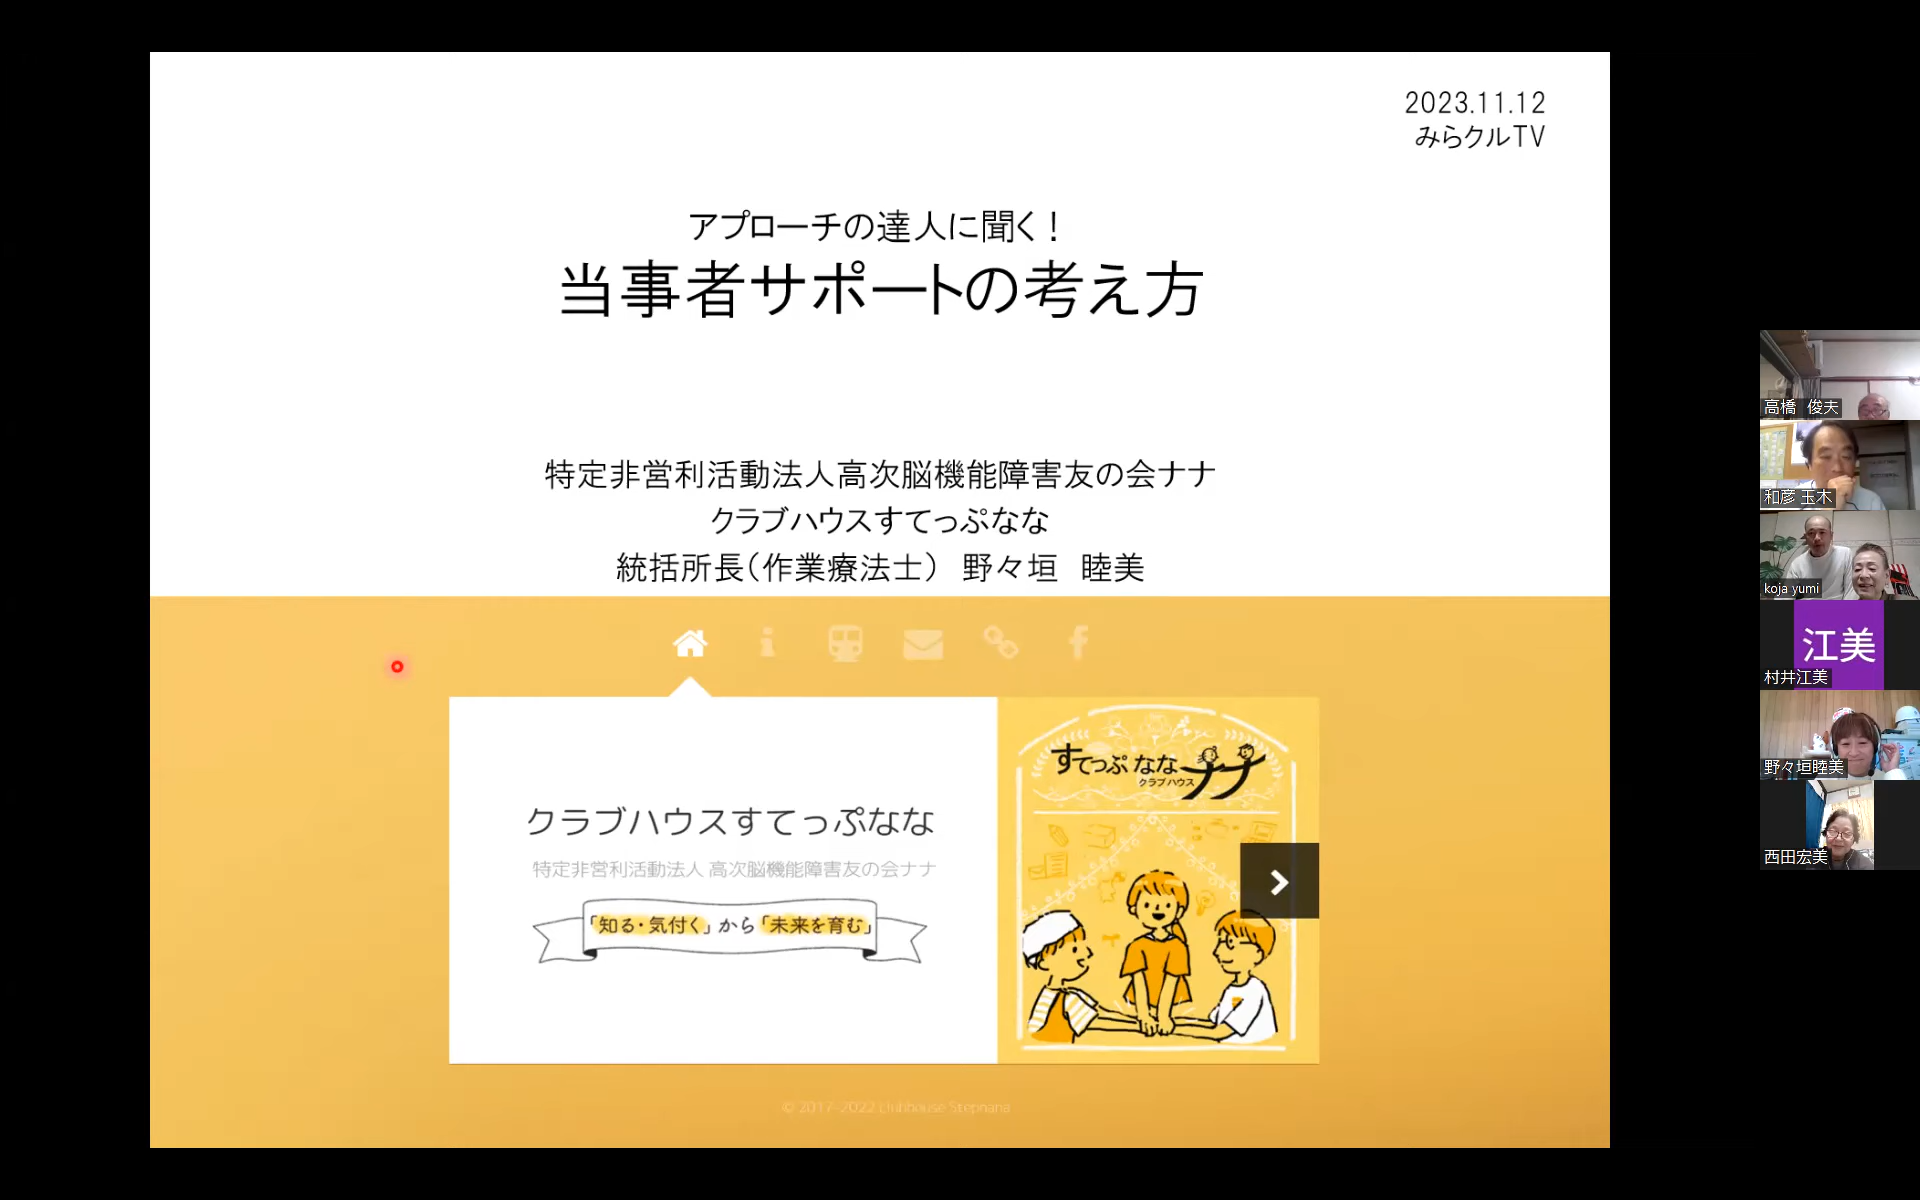 2023.11.12
みらクルTV
アプローチの達人に聞く！
当事者サポートの考え方
特定非営利活動法人高次脳機能障害友の会ナナ
クラブハウスすてっぷなな
統括所長（作業療法士）　野々垣　睦美
すてっぷ なな
クラブハウス
ナナ
クラブハウスすてっぷなな
特定非営利活動法人 高次脳機能障害友の会ナナ
「知る・気付く」から「未来を育む」
© 2017-2022 Clubhouse Stepnana
高橋　俊夫
和彦 玉木
koja yumi
江美
村井江美
野々垣睦美
西田宏美